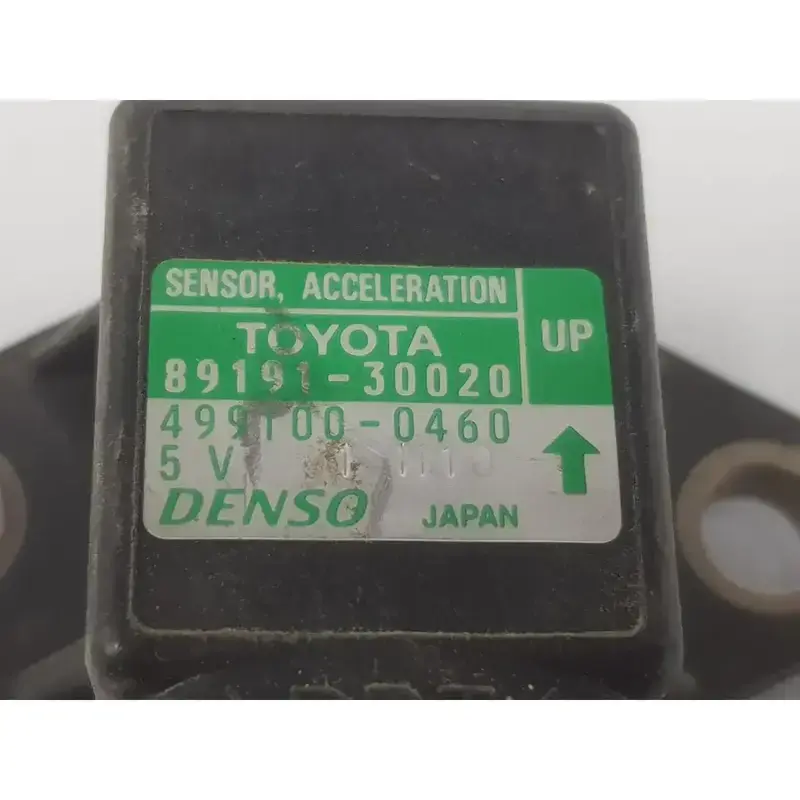 SENSOR, ACCELERATION
UP
TOYOTA
89191-30020
499100-0460
5 V
DENSO JAPAN